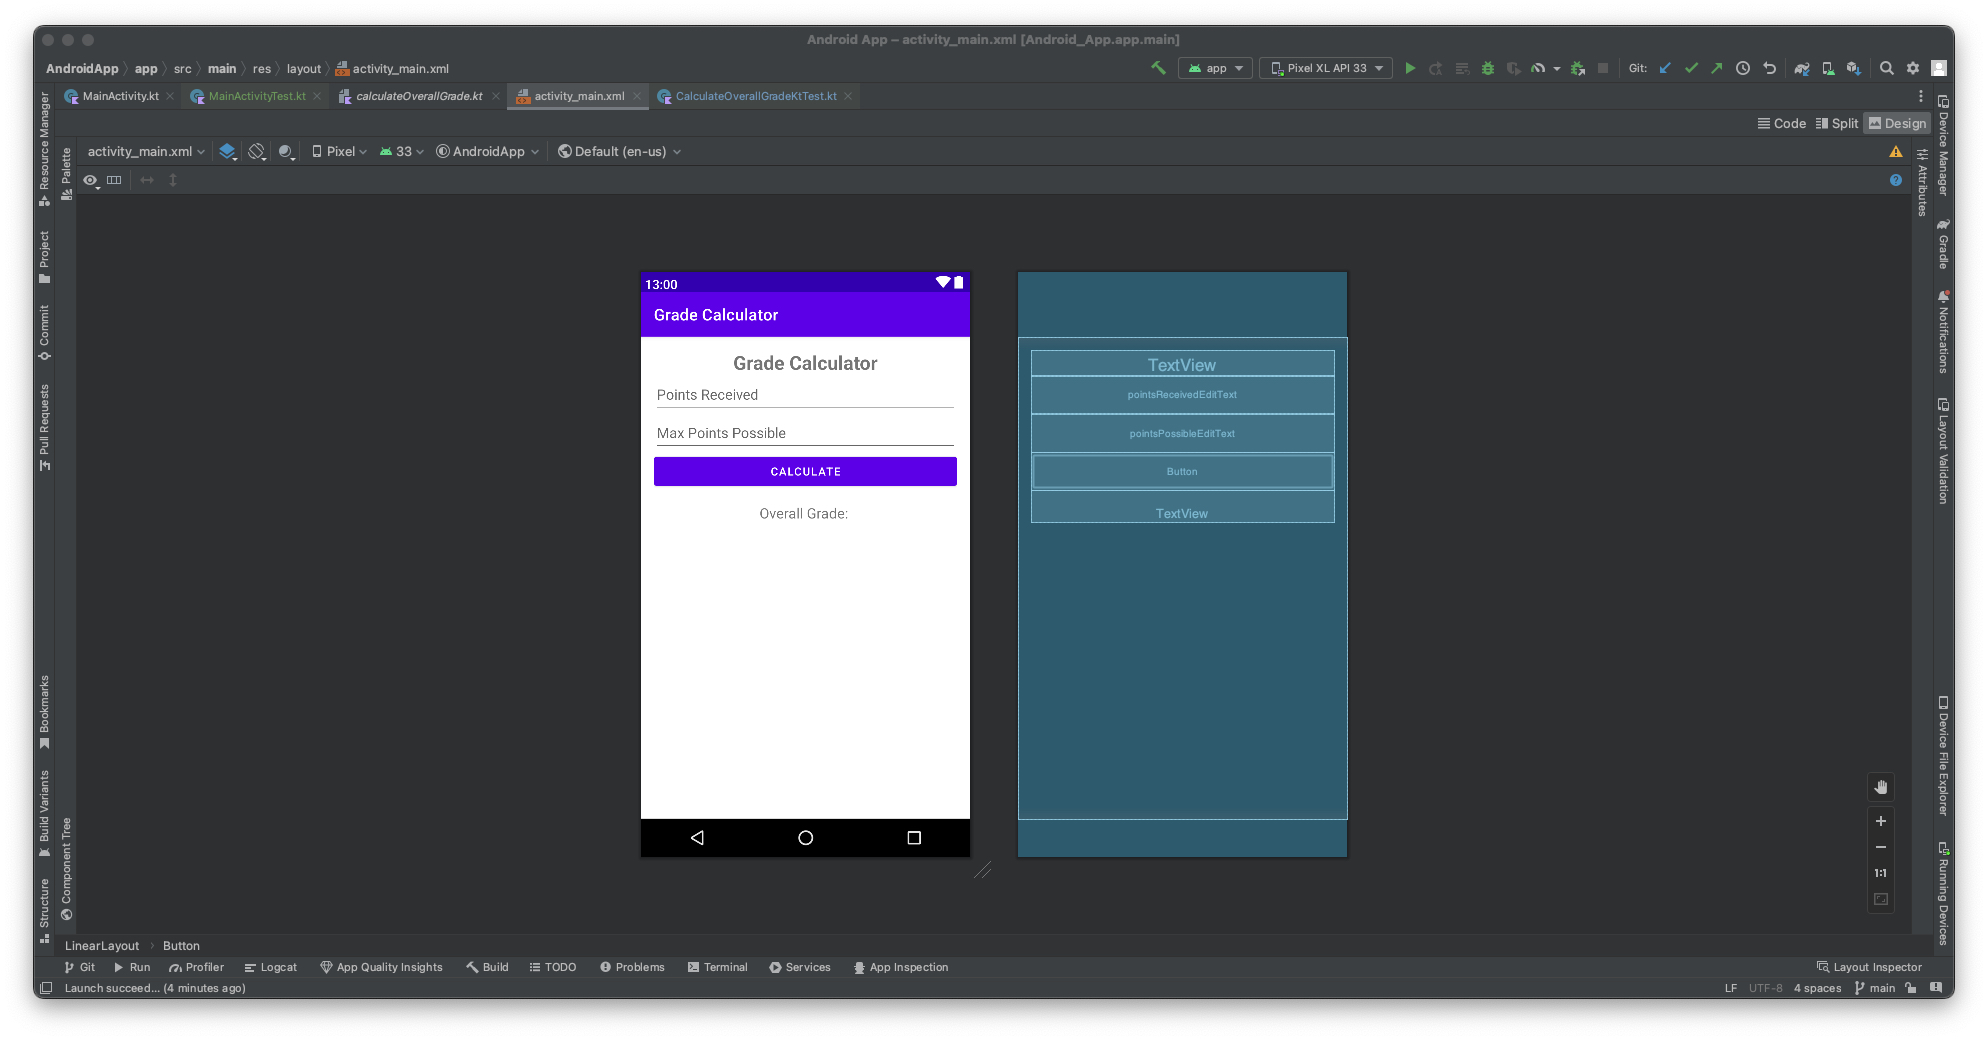 Android App – activity_main.xml [Android_App.app.main]
AndroidApp app src main res layout activity_main.xml
app Pixel XL API 33 Git:
MainActivity.kt MainActivityTest.kt calculateOverallGrade.kt activity_main.xml CalculateOverallGradeKtTest.kt
Code Split Design
activity_main.xml Pixel 33 AndroidApp Default (en-us)
Resource Manager
Project
Commit
Pull Requests
Bookmarks
Build Variants
Structure
Palette
Component Tree
13:00
Grade Calculator
Grade Calculator
Points Received
Max Points Possible
CALCULATE
Overall Grade:
TextView
pointsReceivedEditText
pointsPossibleEditText
Button
TextView
1:1
Attributes
Device Manager
Gradle
Notifications
Layout Validation
Device File Explorer
Running Devices
LinearLayout Button
Git Run Profiler Logcat App Quality Insights Build TODO Problems Terminal Services App Inspection Layout Inspector
Launch succeed... (4 minutes ago) LF UTF-8 4 spaces main